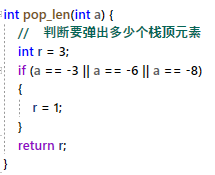 int pop_len(int a) {
// 判断要弹出多少个栈顶元素
int r = 3;
if (a == -3 || a == -6 || a == -8)
{
r = 1;
}
return r;
}